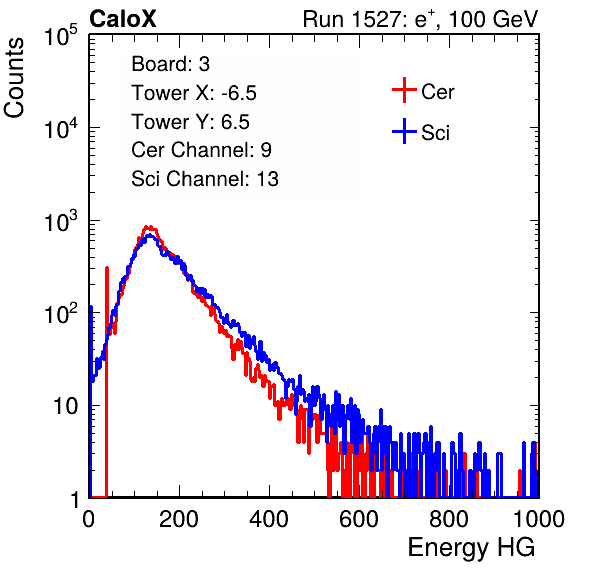 CaloX Run 1527: e⁺, 100 GeV
Counts
10⁵
10⁴
10³
10²
10
1
Board: 3
Tower X: -6.5
Tower Y: 6.5
Cer Channel: 9
Sci Channel: 13
Cer
Sci
0 200 400 600 800 1000
Energy HG